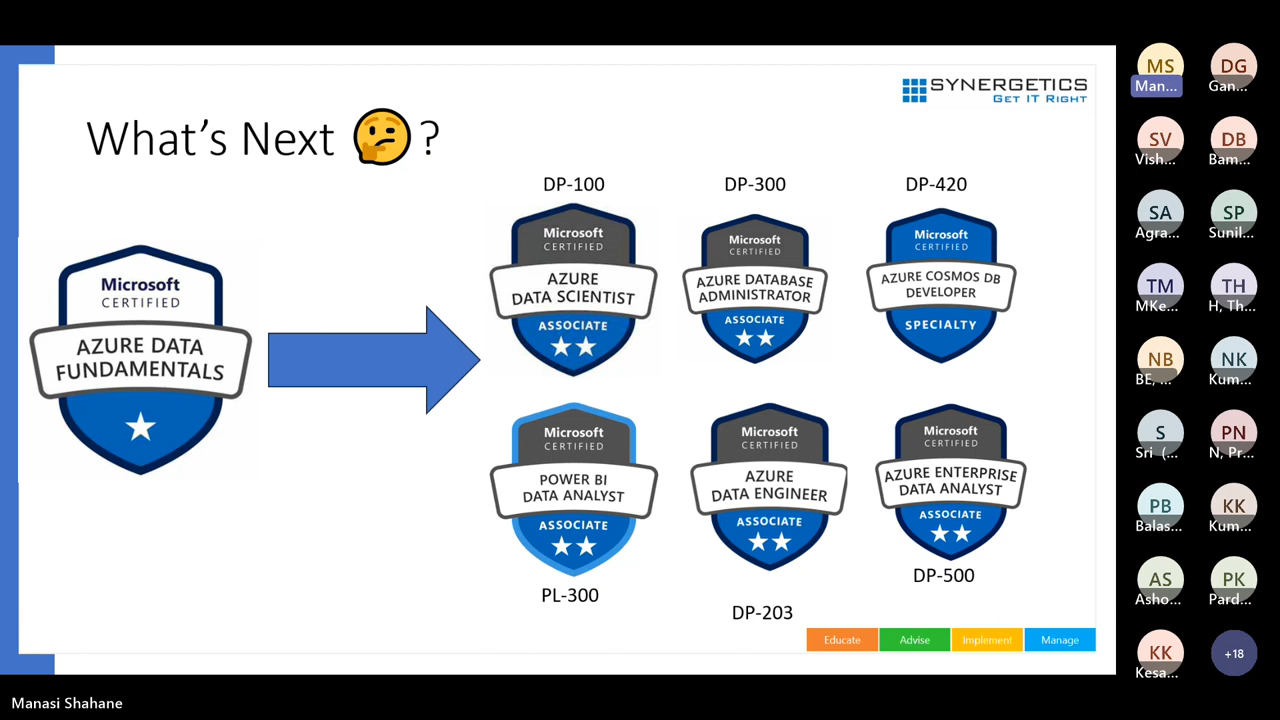 SYNERGETICS
GET IT RIGHT
What's Next 🤔?
Microsoft
CERTIFIED
AZURE DATA
FUNDAMENTALS
DP-100
Microsoft
CERTIFIED
AZURE
DATA SCIENTIST
ASSOCIATE
DP-300
Microsoft
CERTIFIED
AZURE DATABASE
ADMINISTRATOR
ASSOCIATE
DP-420
Microsoft
CERTIFIED
AZURE COSMOS DB
DEVELOPER
SPECIALTY
Microsoft
CERTIFIED
POWER BI
DATA ANALYST
ASSOCIATE
PL-300
Microsoft
CERTIFIED
AZURE
DATA ENGINEER
ASSOCIATE
DP-203
Microsoft
CERTIFIED
AZURE ENTERPRISE
DATA ANALYST
ASSOCIATE
DP-500
Educate Advise Implement Manage
MS DG
Man... Gan...
SV DB
Vish... Bam...
SA SP
Agra... Sunil...
TM TH
MKe... H, Th...
NB NK
BE, ... Kum...
S PN
Sri (... N, Pr...
PB KK
Balas... Kum...
AS PK
Asho... Pard...
KK +18
Kesa...
Manasi Shahane